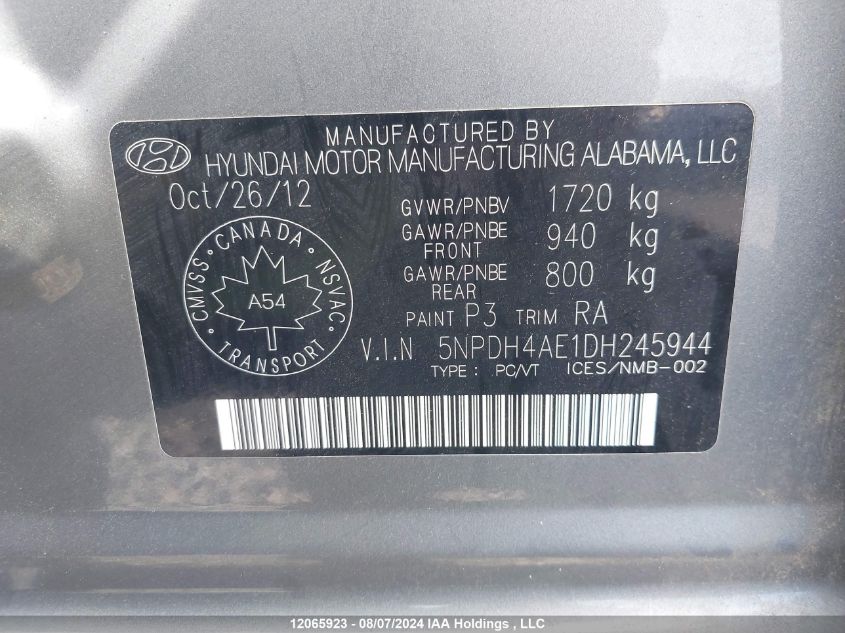 MANUFACTURED BY
HYUNDAI MOTOR MANUFACTURING ALABAMA, LLC
Oct/26/12
GVWR/PNBV 1720 kg
GAWR/PNBE FRONT 940 kg
GAWR/PNBE REAR 800 kg
CANADA
CMVSS
NSVAC
A54
TRANSPORT
PAINT P3 TRIM RA
V.I.N 5NPDH4AE1DH245944
TYPE : PC/VT ICES/NMB-002
12065923 - 08/07/2024 IAA Holdings , LLC